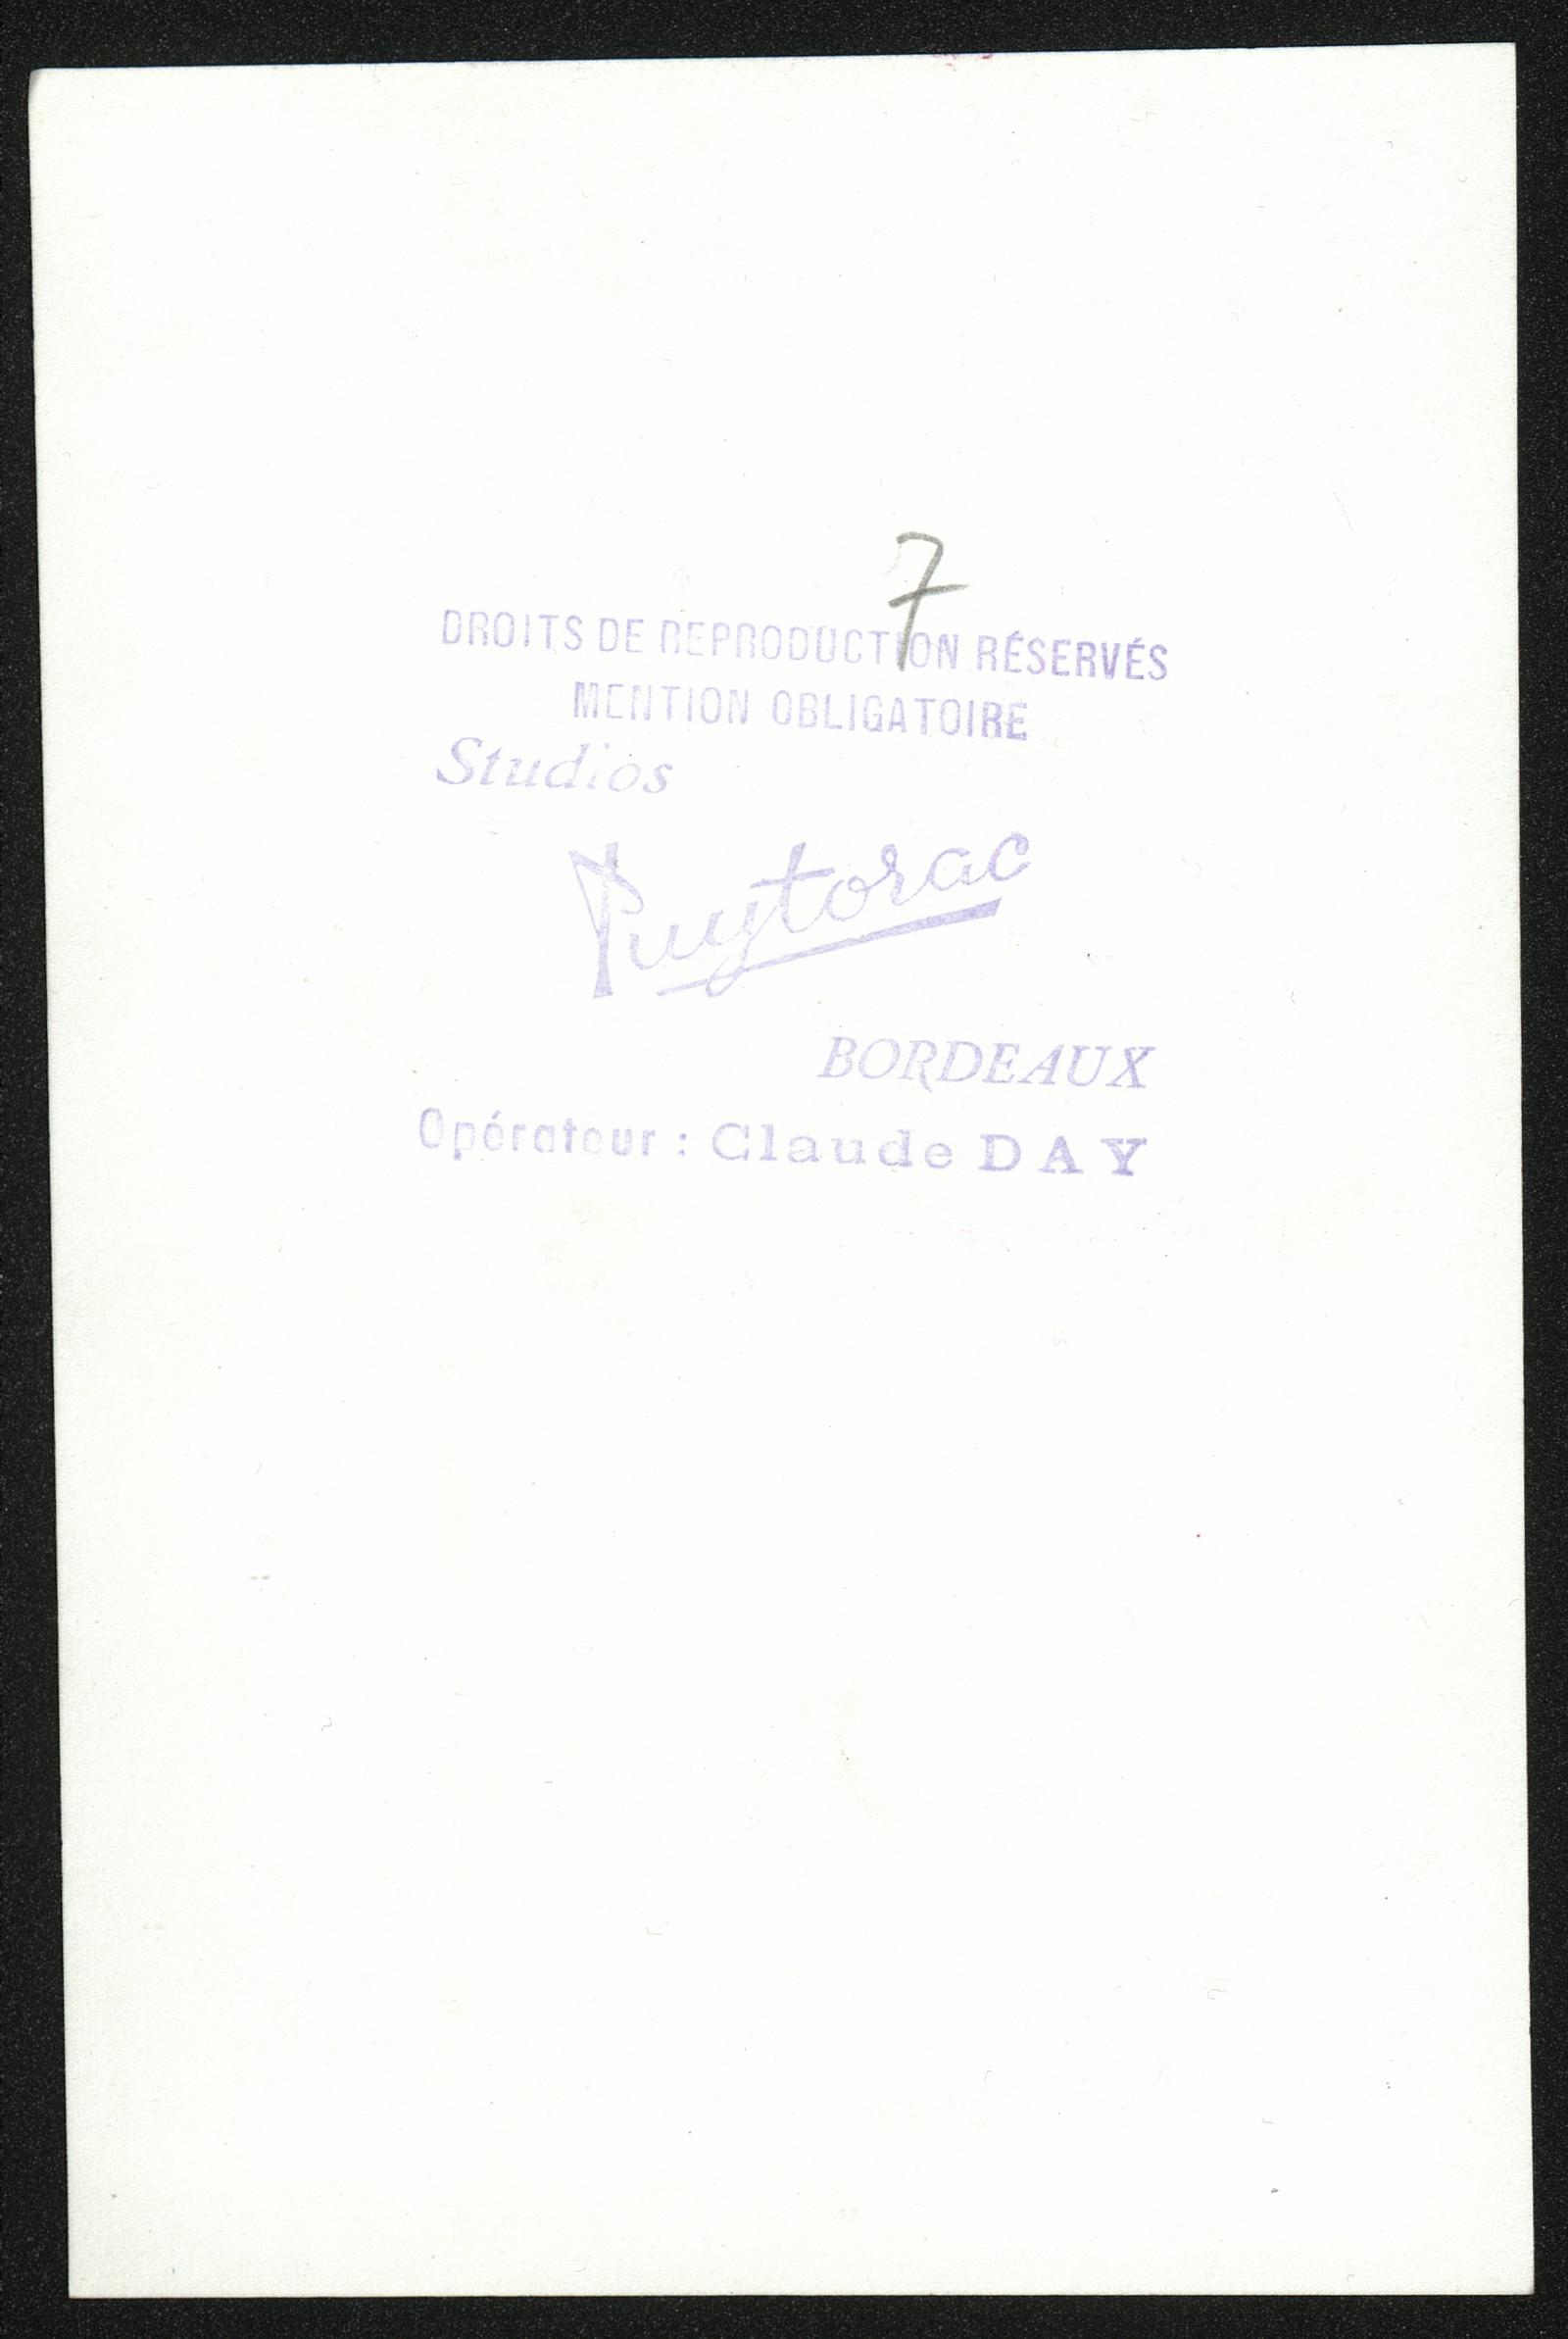 7
DROITS DE REPRODUCTION RÉSERVÉS
MENTION OBLIGATOIRE
Studios
Puytorac
BORDEAUX
Opérateur : Claude DAY